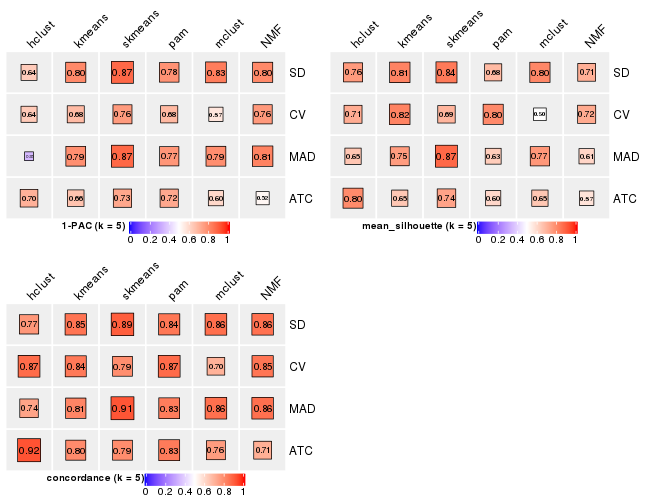 hclust kmeans skmeans pam mclust NMF
0.64 0.80 0.87 0.78 0.83 0.80 SD
0.64 0.68 0.76 0.68 0.57 0.76 CV
0.79 0.87 0.77 0.79 0.81 MAD
0.70 0.66 0.73 0.72 0.60 0.52 ATC
1-PAC (k = 5)
0 0.2 0.4 0.6 0.8 1
hclust kmeans skmeans pam mclust NMF
0.76 0.81 0.84 0.68 0.80 0.71 SD
0.71 0.82 0.69 0.80 0.50 0.72 CV
0.65 0.75 0.87 0.63 0.77 0.61 MAD
0.80 0.65 0.74 0.60 0.65 0.57 ATC
mean_silhouette (k = 5)
0 0.2 0.4 0.6 0.8 1
hclust kmeans skmeans pam mclust NMF
0.77 0.85 0.89 0.84 0.86 0.86 SD
0.87 0.84 0.79 0.87 0.70 0.85 CV
0.74 0.81 0.91 0.83 0.86 0.86 MAD
0.92 0.80 0.79 0.83 0.76 0.71 ATC
concordance (k = 5)
0 0.2 0.4 0.6 0.8 1